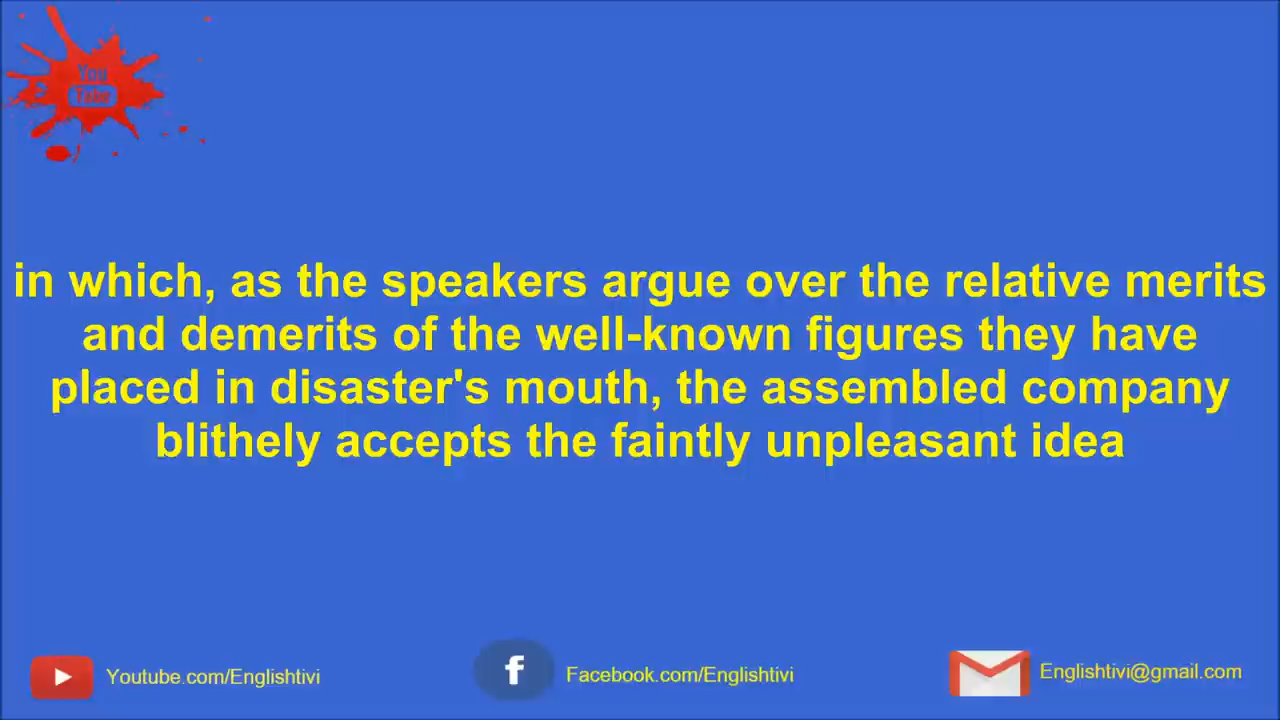 You
Tube
in which, as the speakers argue over the relative merits
and demerits of the well-known figures they have
placed in disaster's mouth, the assembled company
blithely accepts the faintly unpleasant idea
Youtube.com/Englishtivi
f
Facebook.com/Englishtivi
Englishtivi@gmail.com